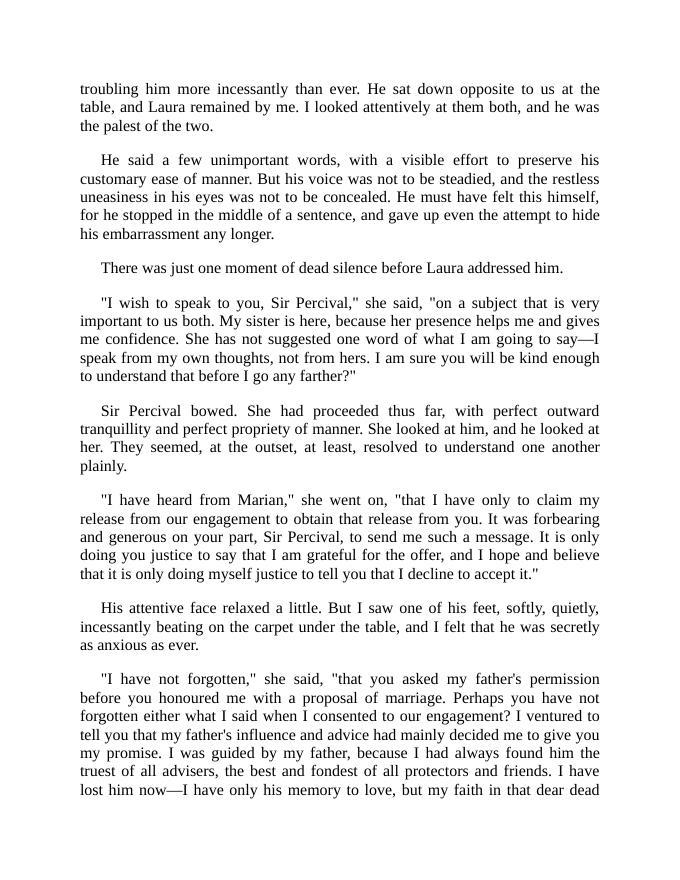 troubling him more incessantly than ever. He sat down opposite to us at the
table, and Laura remained by me. I looked attentively at them both, and he was
the palest of the two.
He said a few unimportant words, with a visible effort to preserve his
customary ease of manner. But his voice was not to be steadied, and the restless
uneasiness in his eyes was not to be concealed. He must have felt this himself,
for he stopped in the middle of a sentence, and gave up even the attempt to hide
his embarrassment any longer.
There was just one moment of dead silence before Laura addressed him.
"I wish to speak to you, Sir Percival," she said, "on a subject that is very
important to us both. My sister is here, because her presence helps me and gives
me confidence. She has not suggested one word of what I am going to say—I
speak from my own thoughts, not from hers. I am sure you will be kind enough
to understand that before I go any farther?"
Sir Percival bowed. She had proceeded thus far, with perfect outward
tranquillity and perfect propriety of manner. She looked at him, and he looked at
her. They seemed, at the outset, at least, resolved to understand one another
plainly.
"I have heard from Marian," she went on, "that I have only to claim my
release from our engagement to obtain that release from you. It was forbearing
and generous on your part, Sir Percival, to send me such a message. It is only
doing you justice to say that I am grateful for the offer, and I hope and believe
that it is only doing myself justice to tell you that I decline to accept it."
His attentive face relaxed a little. But I saw one of his feet, softly, quietly,
incessantly beating on the carpet under the table, and I felt that he was secretly
as anxious as ever.
"I have not forgotten," she said, "that you asked my father's permission
before you honoured me with a proposal of marriage. Perhaps you have not
forgotten either what I said when I consented to our engagement? I ventured to
tell you that my father's influence and advice had mainly decided me to give you
my promise. I was guided by my father, because I had always found him the
truest of all advisers, the best and fondest of all protectors and friends. I have
lost him now—I have only his memory to love, but my faith in that dear dead